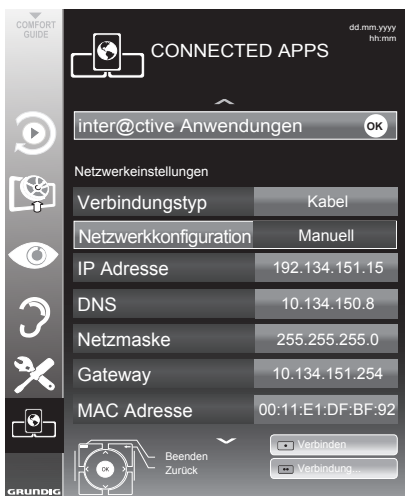 COMFORT
GUIDE
CONNECTED APPS
dd.mm.yyyy
hh:mm
inter@ctive Anwendungen OK
Netzwerkeinstellungen
Verbindungstyp Kabel
Netzwerkkonfiguration Manuell
IP Adresse 192.134.151.15
DNS 10.134.150.8
Netzmaske 255.255.255.0
Gateway 10.134.151.254
MAC Adresse 00:11:E1:DF:BF:92
OK
Beenden
Zurück
Verbinden
Verbindung...
GRUNDIG